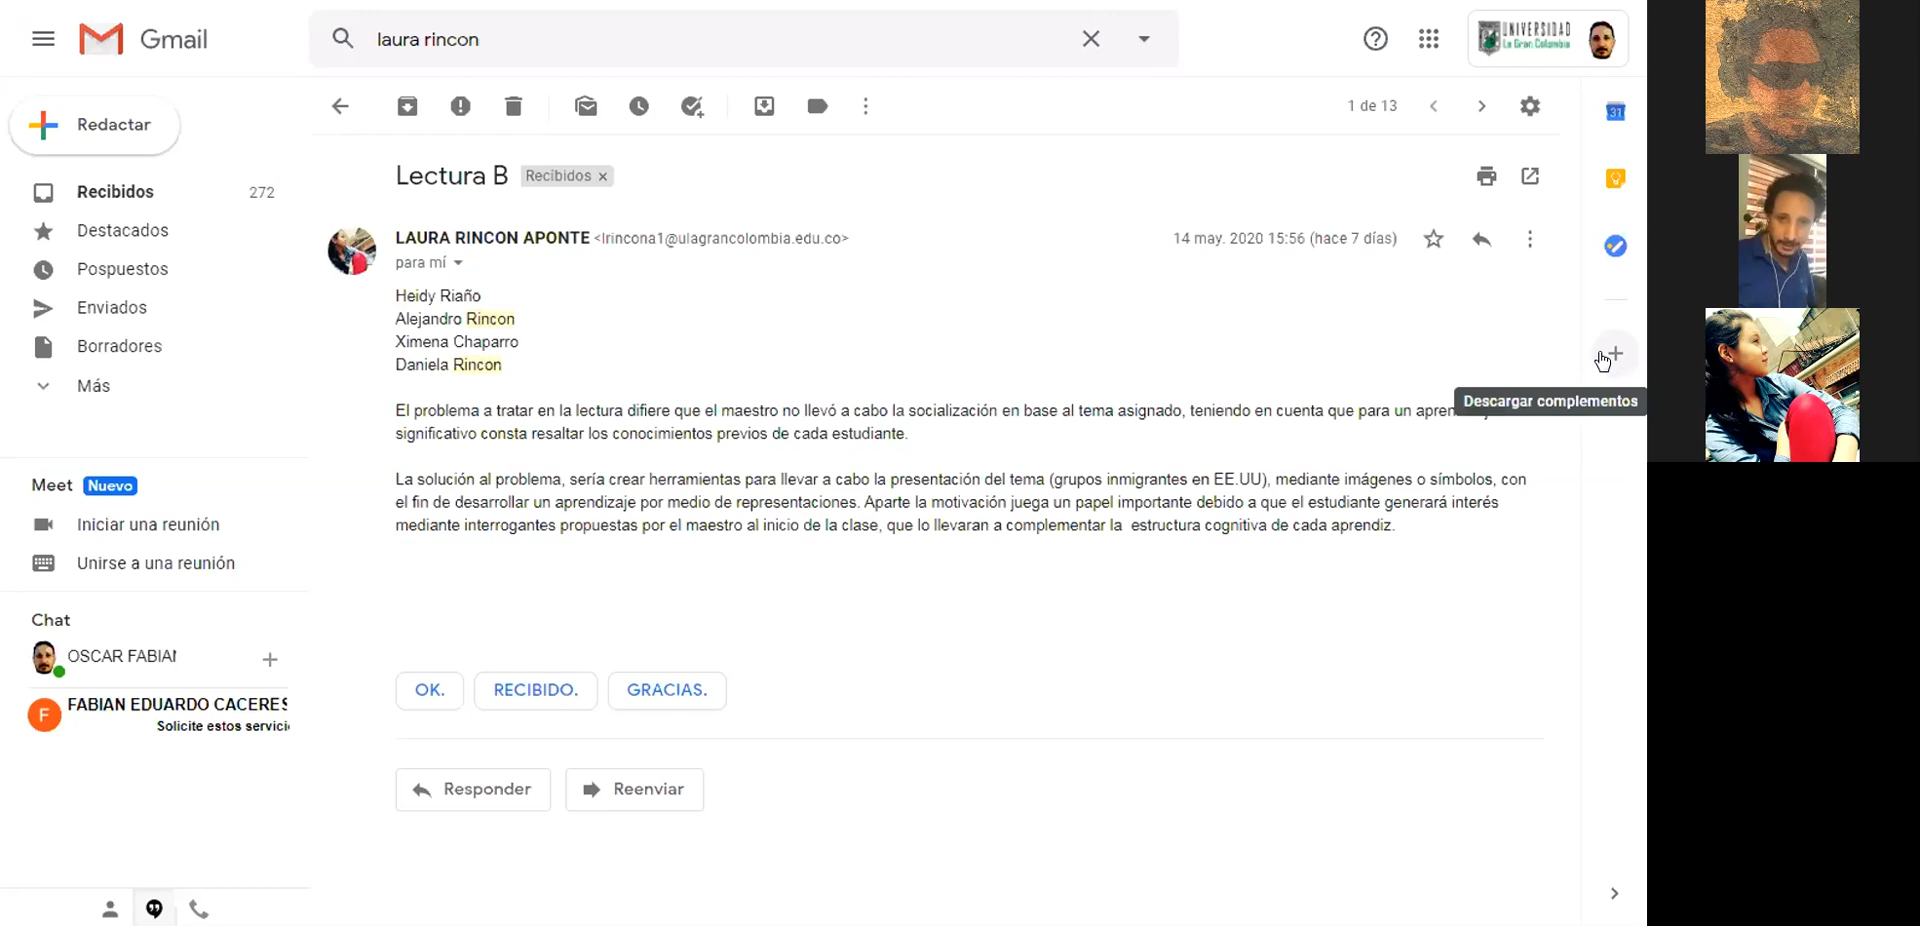 Gmail
laura rincon
UNIVERSIDAD
La Gran Colombia
Redactar
1 de 13
31
Lectura B Recibidos x
Recibidos 272
Destacados
Pospuestos
Enviados
Borradores
Más
LAURA RINCON APONTE <lrincona1@ulagrancolombia.edu.co>
14 may. 2020 15:56 (hace 7 días)
para mí
Heidy Riaño
Alejandro Rincon
Ximena Chaparro
Daniela Rincon
Descargar complementos
El problema a tratar en la lectura difiere que el maestro no llevó a cabo la socialización en base al tema asignado, teniendo en cuenta que para un apren
significativo consta resaltar los conocimientos previos de cada estudiante.
La solución al problema, sería crear herramientas para llevar a cabo la presentación del tema (grupos inmigrantes en EE.UU), mediante imágenes o símbolos, con
el fin de desarrollar un aprendizaje por medio de representaciones. Aparte la motivación juega un papel importante debido a que el estudiante generará interés
mediante interrogantes propuestas por el maestro al inicio de la clase, que lo llevaran a complementar la estructura cognitiva de cada aprendiz.
Meet Nuevo
Iniciar una reunión
Unirse a una reunión
Chat
OSCAR FABIAN
F
FABIAN EDUARDO CACERES
Solicite estos servici
OK.
RECIBIDO.
GRACIAS.
Responder
Reenviar